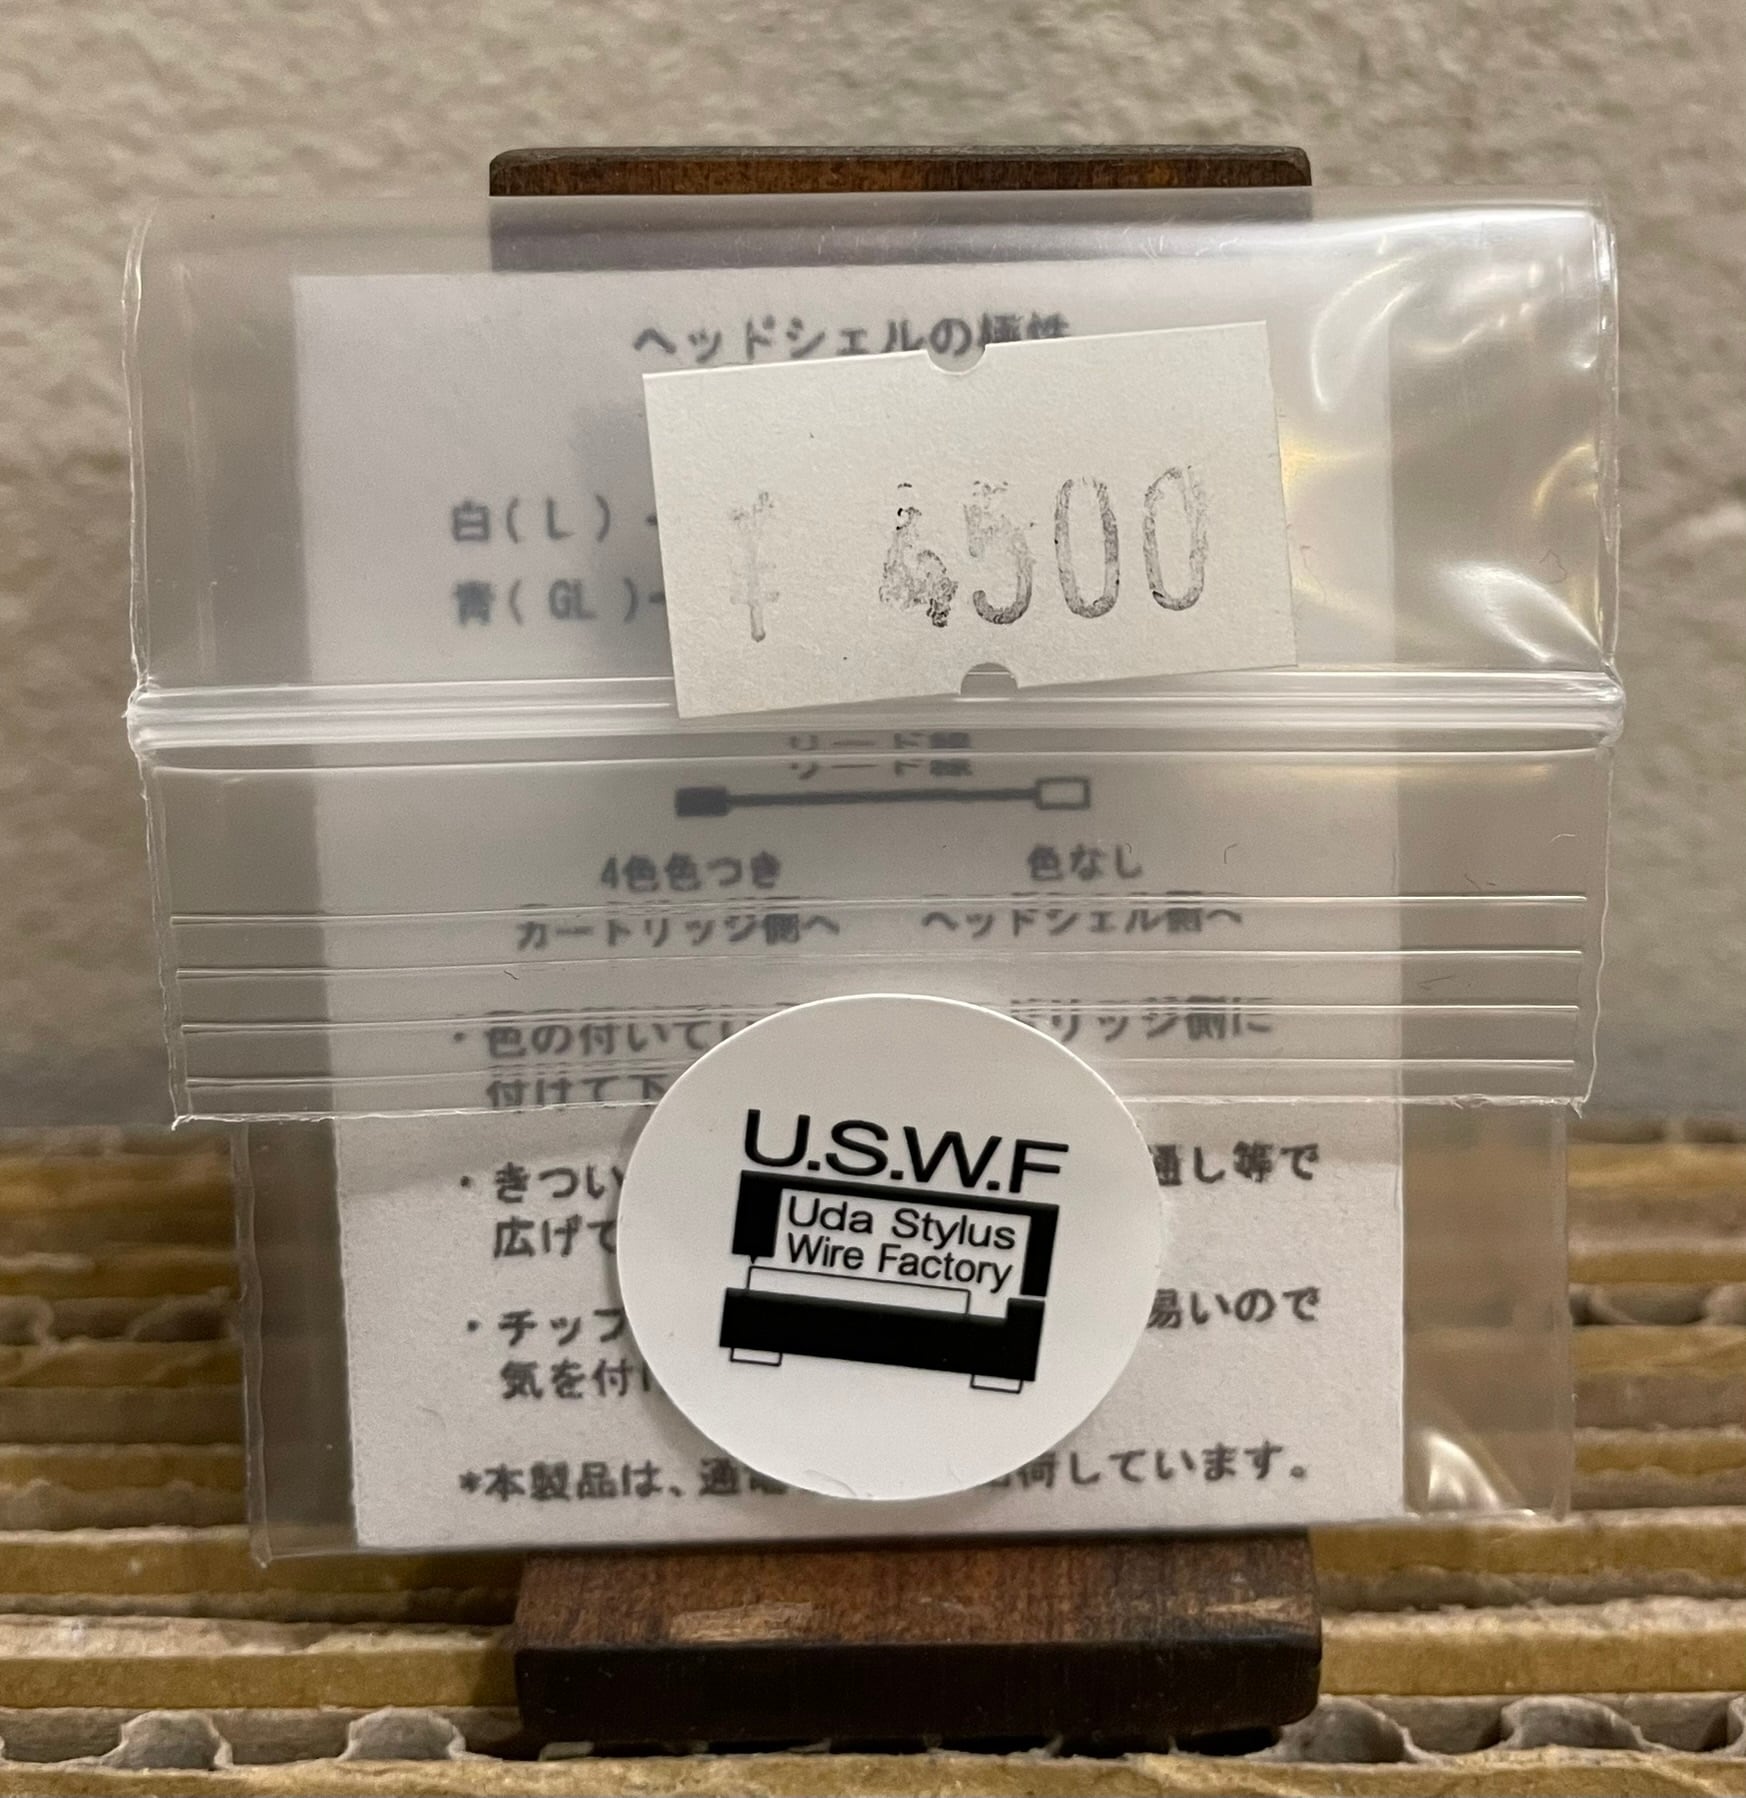 ヘッドシェルの極性
¥ 4500
白( L ) -
青( GL )-
リード線
4色色つき 色なし
カートリッジ側へ ヘッドシェル側へ
・色の付いてい リッジ側に
付けて下
・きつい 通し等で
広げて
・チップ 易いので
気を付け
*本製品は、通電 荷しています。
U.S.W.F
Uda Stylus
Wire Factory